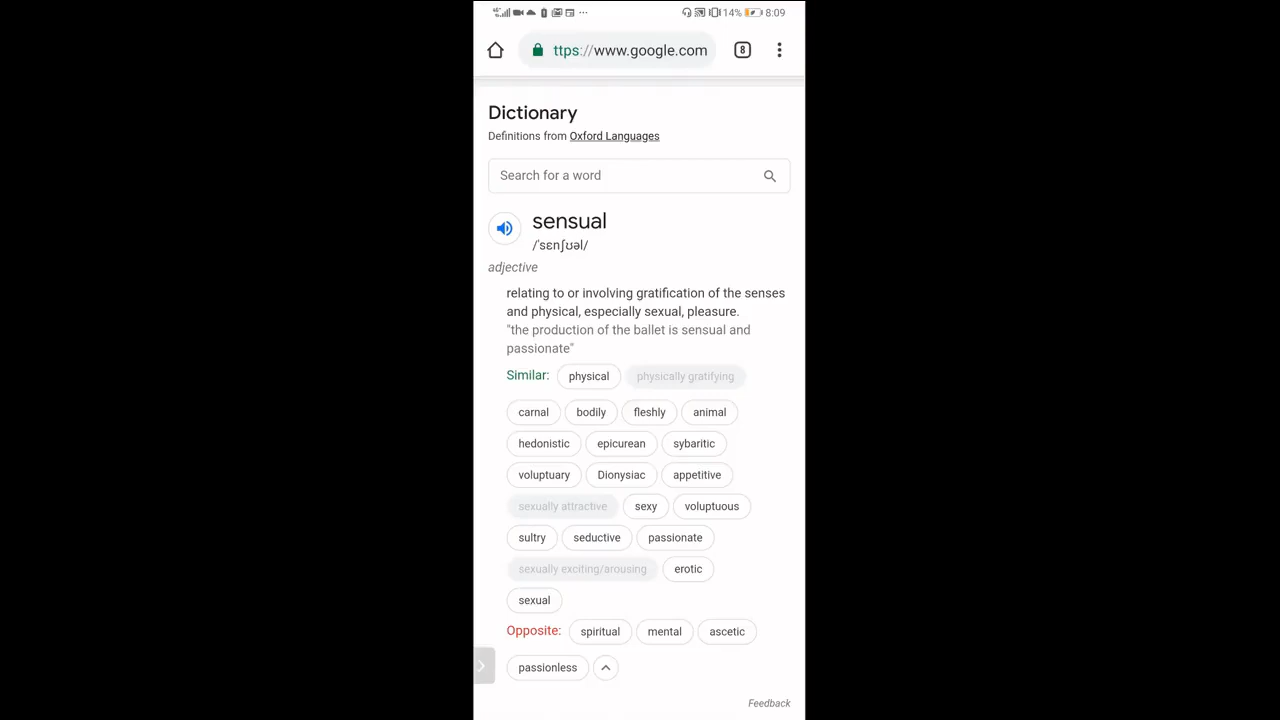 14% 8:09
ttps://www.google.com 8
Dictionary
Definitions from Oxford Languages
Search for a word
sensual
/ˈsɛnʃʊəl/
adjective
relating to or involving gratification of the senses
and physical, especially sexual, pleasure.
"the production of the ballet is sensual and
passionate"
Similar: physical physically gratifying
carnal bodily fleshly animal
hedonistic epicurean sybaritic
voluptuary Dionysiac appetitive
sexually attractive sexy voluptuous
sultry seductive passionate
sexually exciting/arousing erotic
sexual
Opposite: spiritual mental ascetic
passionless
Feedback